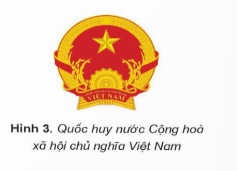 VIỆT NAM
Hình 3. Quốc huy nước Cộng hoà
xã hội chủ nghĩa Việt Nam